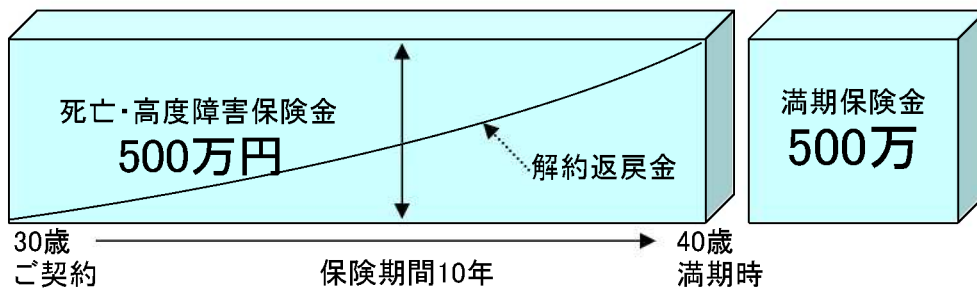 死亡・高度障害保険金
500万円
解約返戻金
満期保険金
500万
30歳
ご契約
保険期間10年
40歳
満期時